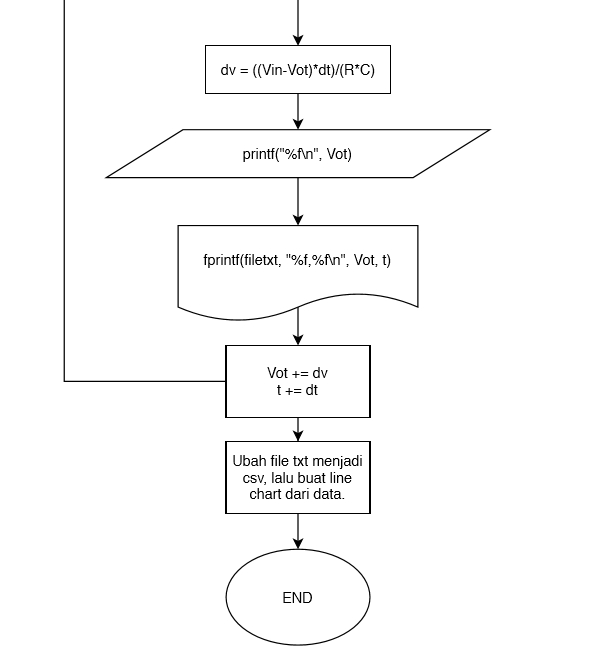 dv = ((Vin-Vot)*dt)/(R*C)
printf("%f\n", Vot)
fprintf(filetxt, "%f,%f\n", Vot, t)
Vot += dv
t += dt
Ubah file txt menjadi
csv, lalu buat line
chart dari data.
END